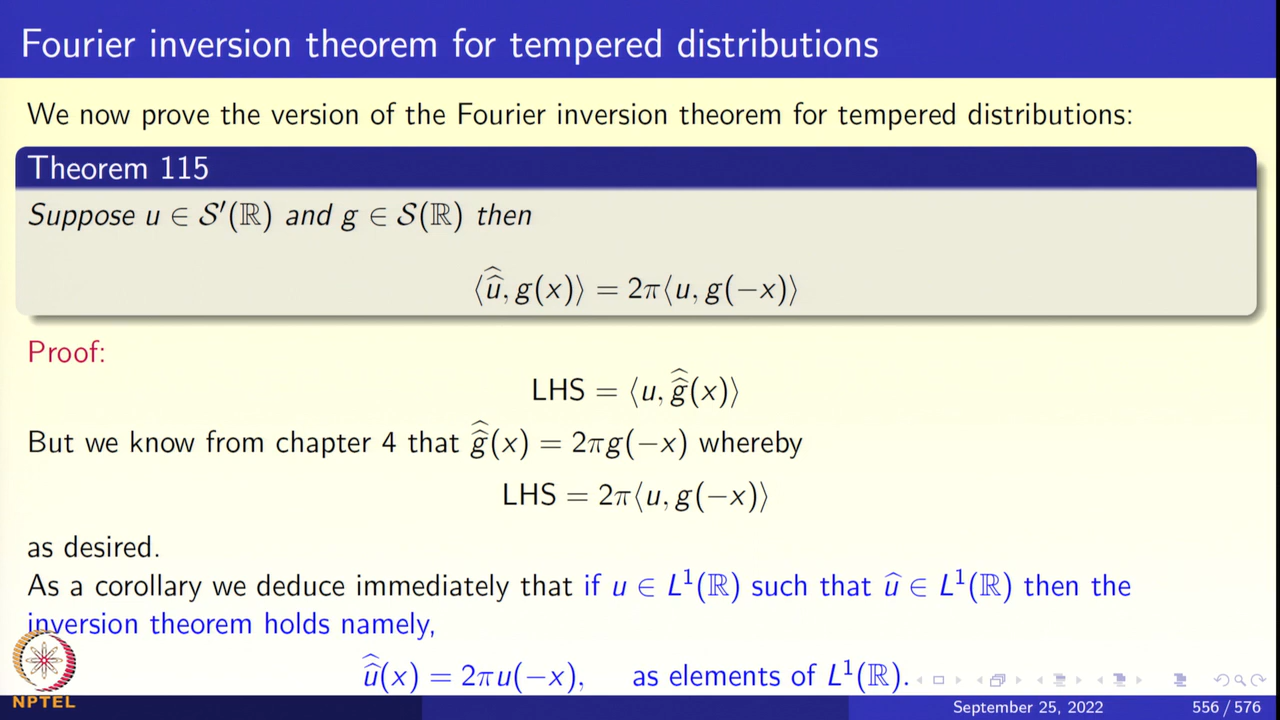 Fourier inversion theorem for tempered distributions
We now prove the version of the Fourier inversion theorem for tempered distributions:
Theorem 115
Suppose u ∈ 𝒮′(ℝ) and g ∈ 𝒮(ℝ) then
⟨û̂, g(x)⟩ = 2π⟨u, g(−x)⟩
Proof:
LHS = ⟨u, ĝ̂(x)⟩
But we know from chapter 4 that ĝ̂(x) = 2πg(−x) whereby
LHS = 2π⟨u, g(−x)⟩
as desired.
As a corollary we deduce immediately that if u ∈ L¹(ℝ) such that û ∈ L¹(ℝ) then the
inversion theorem holds namely,
û̂(x) = 2πu(−x), as elements of L¹(ℝ).
NPTEL
September 25, 2022 556 / 576